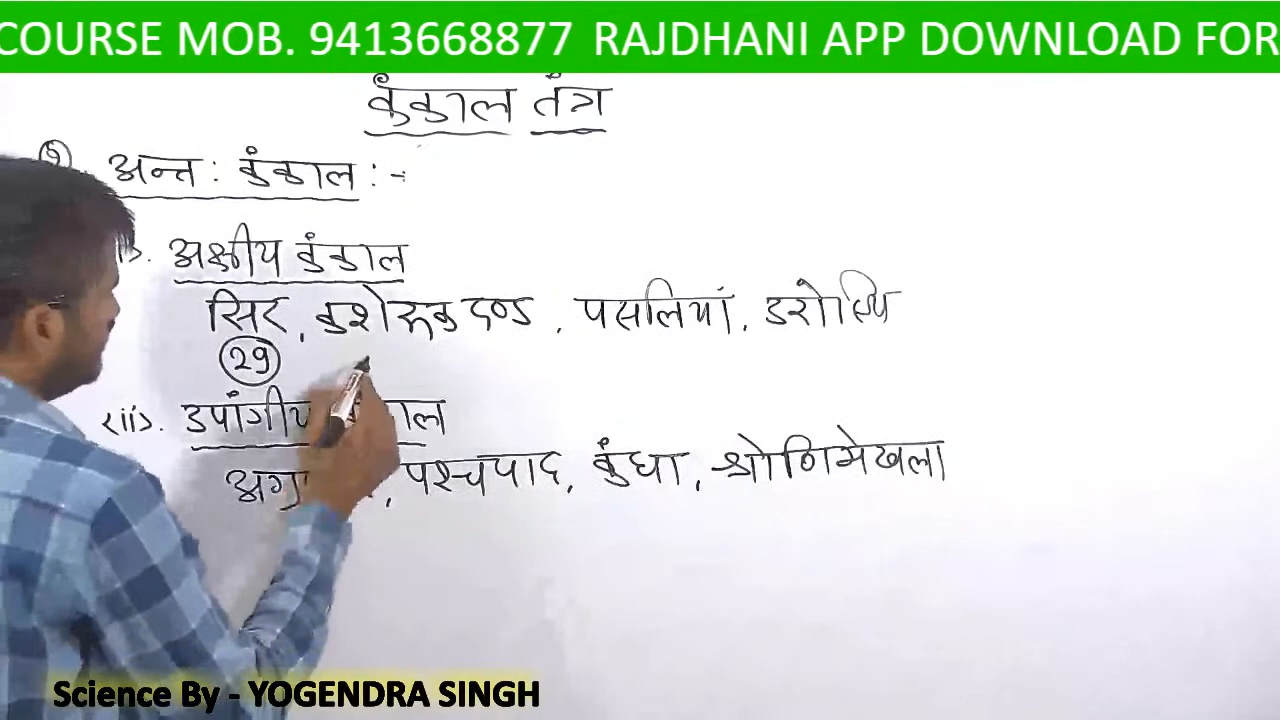 COURSE MOB. 9413668877 RAJDHANI APP DOWNLOAD FOR
कंकाल तंत्र
अन्त: कंकाल :-
अक्षीय कंकाल
सिर, कशेरूक दण्ड, पसलियां, उरोस्थि
29
(ii). उपांगीय
पश्चपाद, कंधा, श्रोणिमेखला
Science By - YOGENDRA SINGH